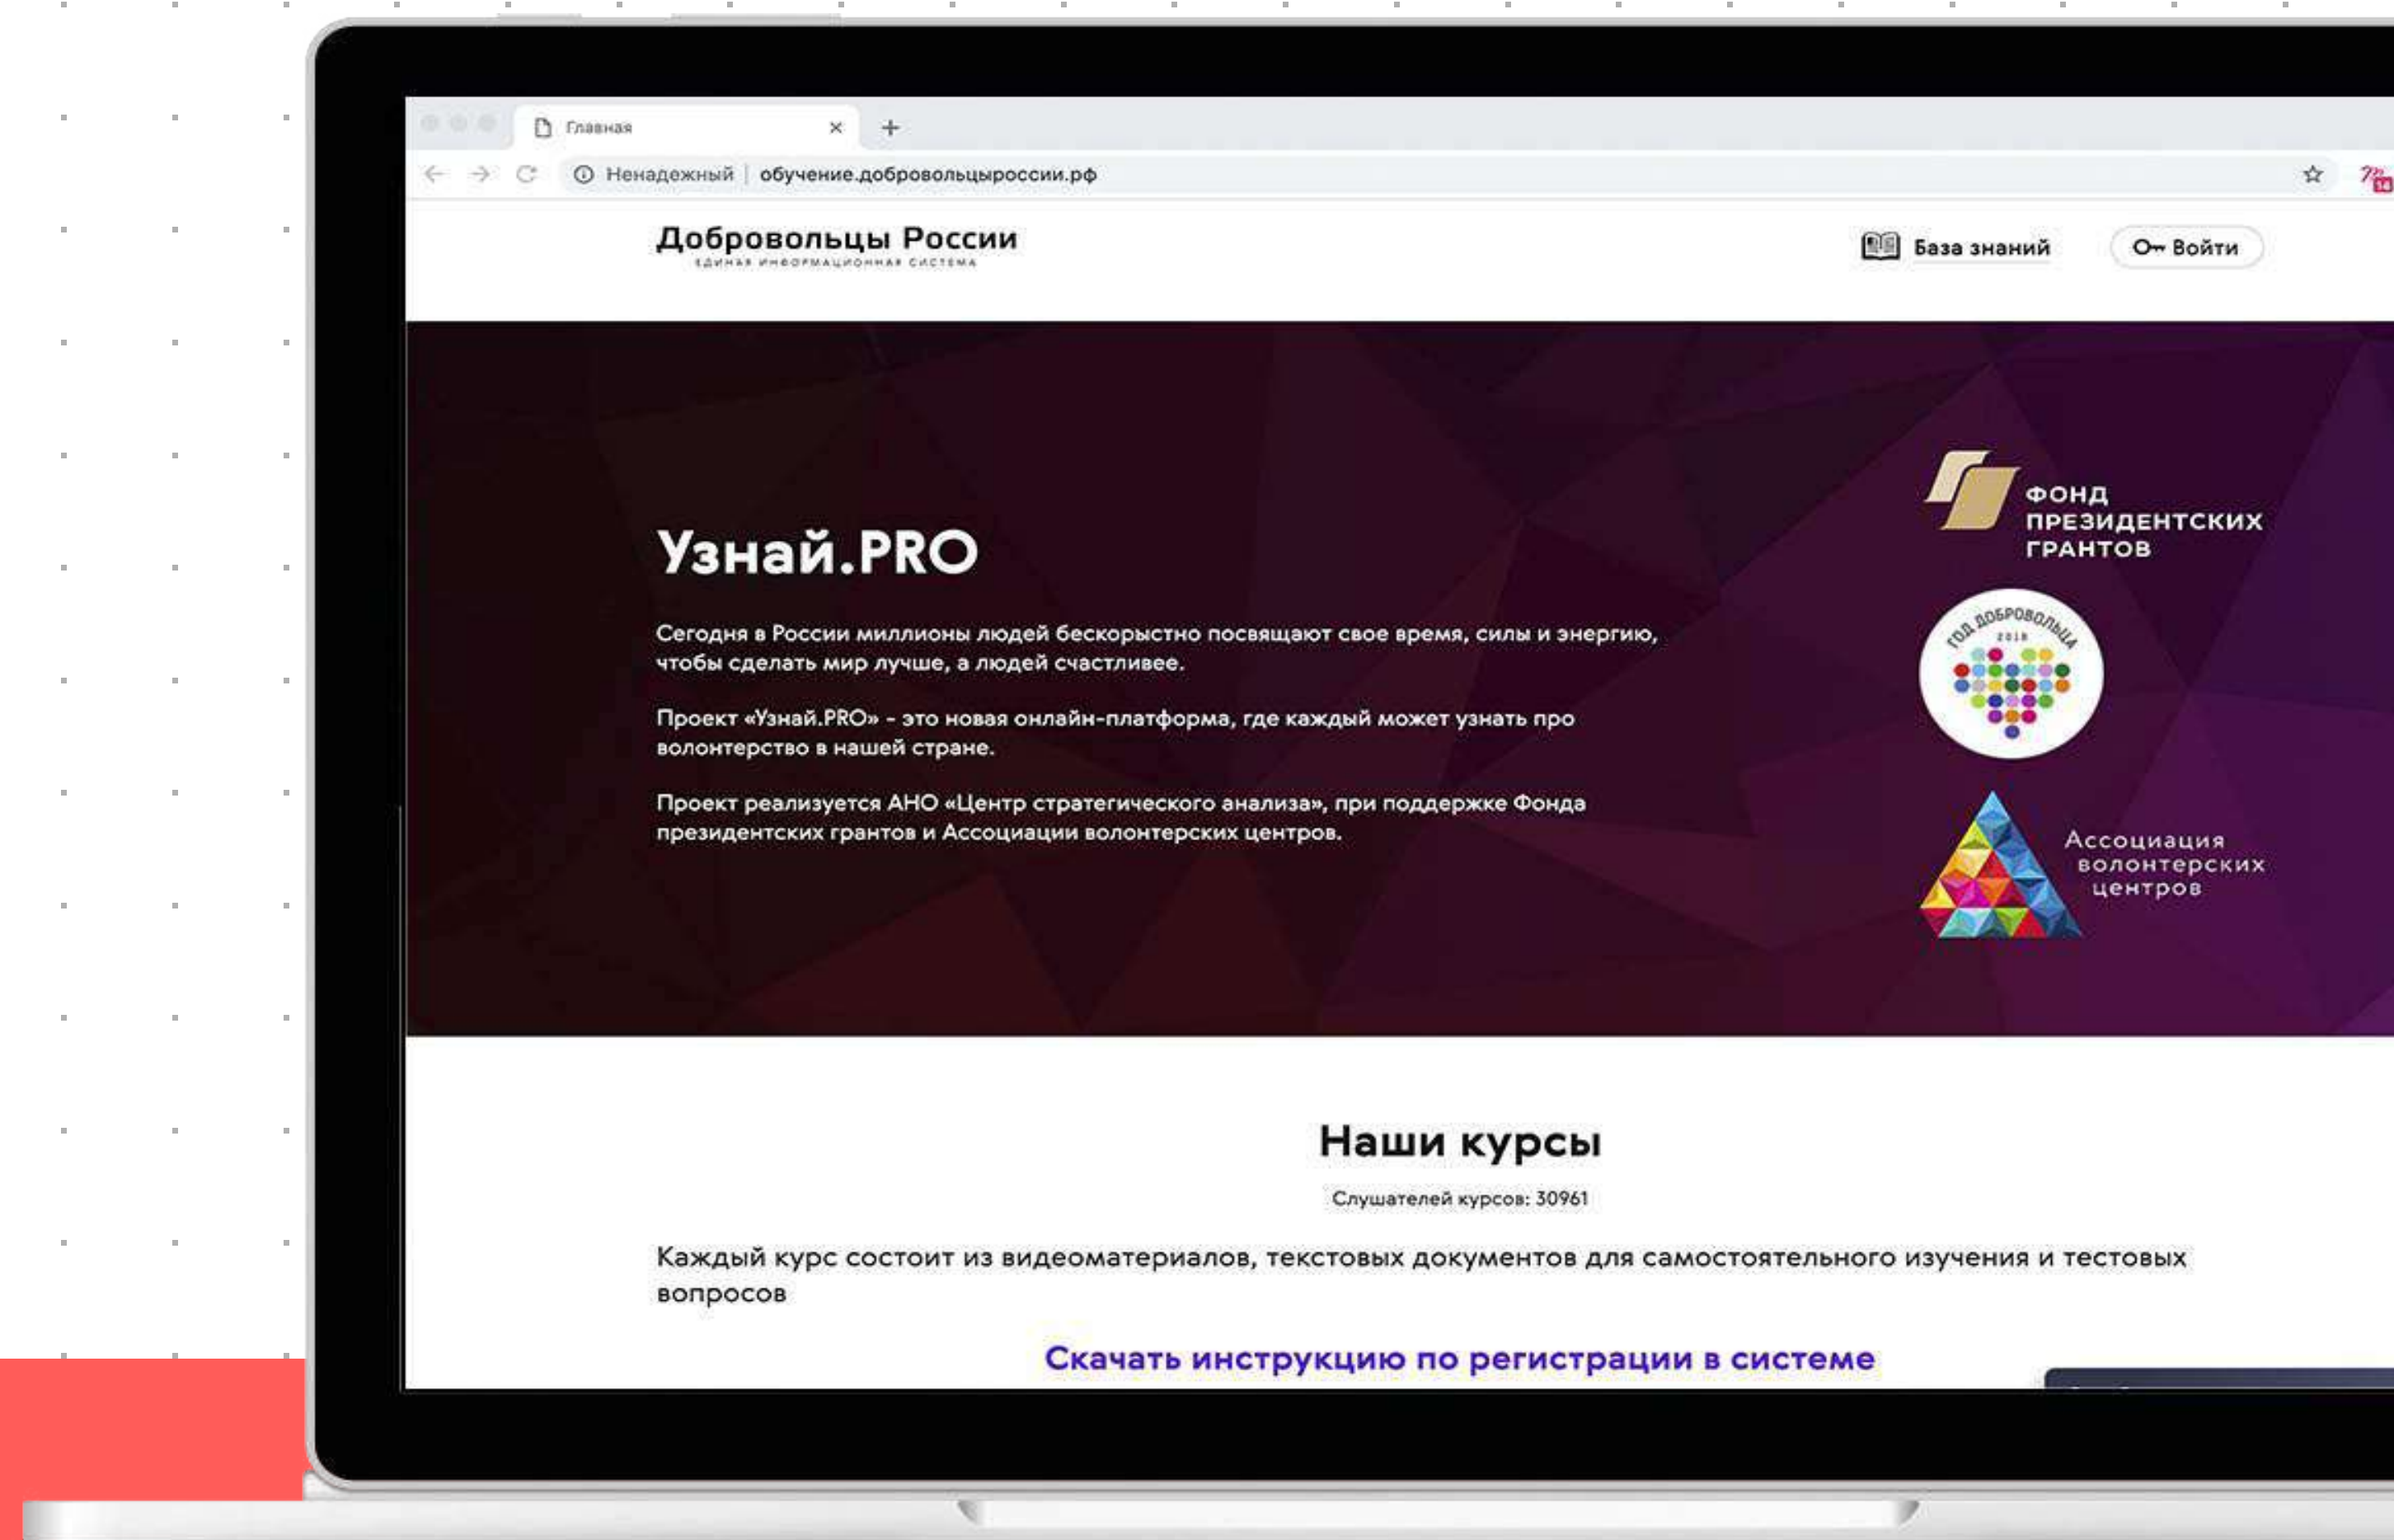 Главная
Ненадежный | обучение.добровольцыроссии.рф
14
Добровольцы России
ЕДИНАЯ ИНФОРМАЦИОННАЯ СИСТЕМА
База знаний
Войти
ФОНД
ПРЕЗИДЕНТСКИХ
ГРАНТОВ
Узнай.PRO
ГОД ДОБРОВОЛЬЦА
2018
Сегодня в России миллионы людей бескорыстно посвящают свое время, силы и энергию,
чтобы сделать мир лучше, а людей счастливее.
Проект «Узнай.PRO» - это новая онлайн-платформа, где каждый может узнать про
волонтерство в нашей стране.
Проект реализуется АНО «Центр стратегического анализа», при поддержке Фонда
президентских грантов и Ассоциации волонтерских центров.
Ассоциация
волонтерских
центров
Наши курсы
Слушателей курсов: 30961
Каждый курс состоит из видеоматериалов, текстовых документов для самостоятельного изучения и тестовых
вопросов
Скачать инструкцию по регистрации в системе